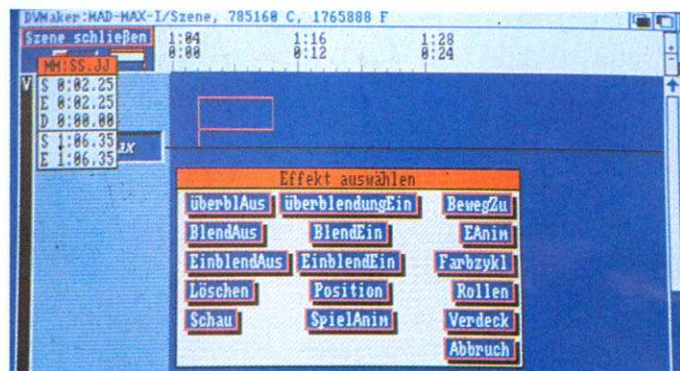 DVMaker:MAD-MAX-I/Szene, 785160 C, 1765888 F
Szene schließen
1:04 1:16 1:28
0:00 0:12 0:24
MM:SS.JJ
V
S 0:02.25
E 0:02.25
D 0:00.00
S 1:06.35
E 1:06.35
ax
Effekt auswählen
überblAus überblendungEin BewegZu
BlendAus BlendEin EAnim
EinblendAus EinblendEin Farbzykl
Löschen Position Rollen
Schau SpielAnim Verdeck
Abbruch